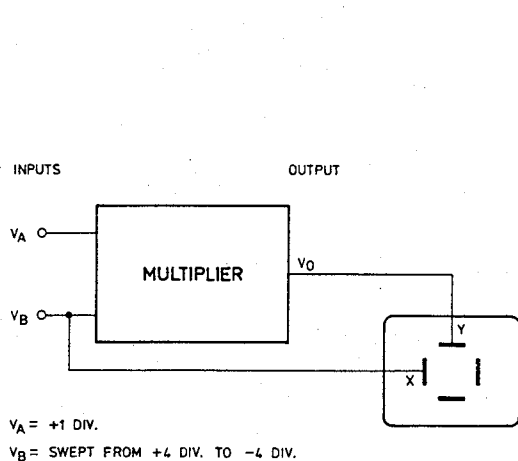 INPUTS OUTPUT
VA
MULTIPLIER
VO
VB
Y
X
VA = +1 DIV.
VB = SWEPT FROM +4 DIV. TO -4 DIV.